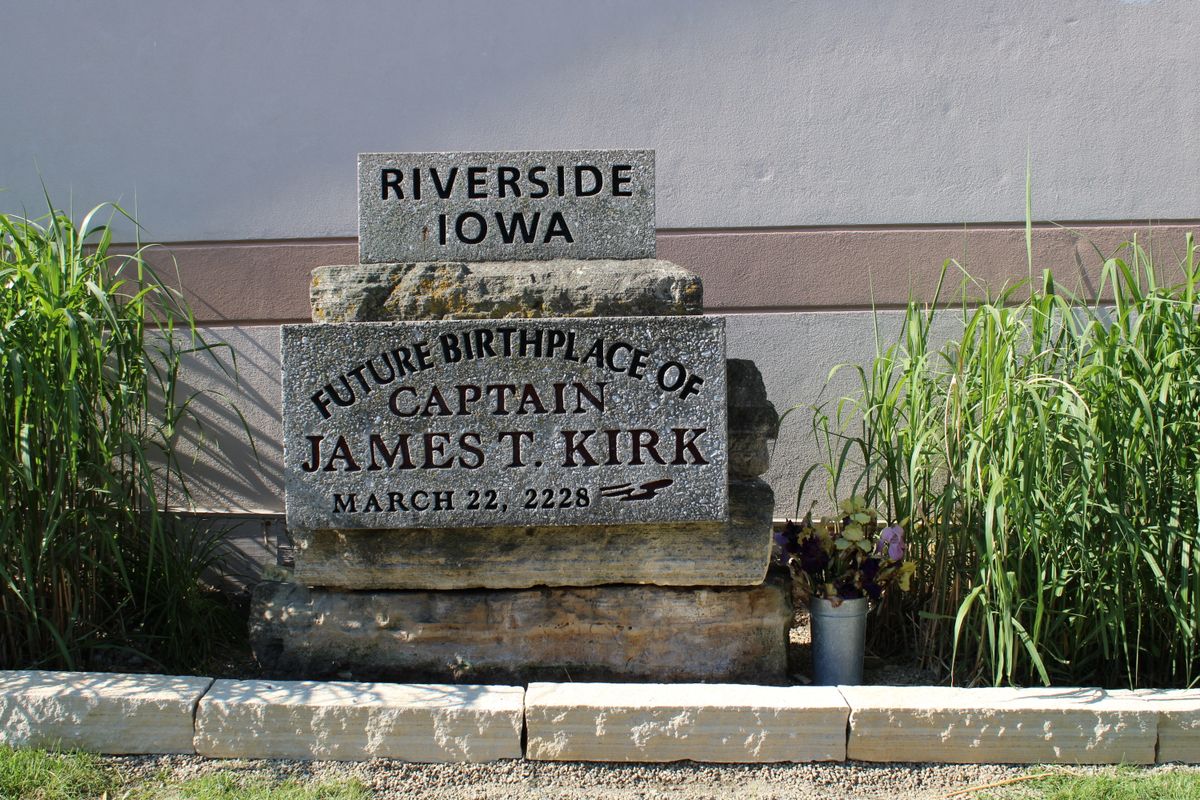 RIVERSIDE
IOWA
FUTURE BIRTHPLACE OF
CAPTAIN
JAMES T. KIRK
MARCH 22, 2228